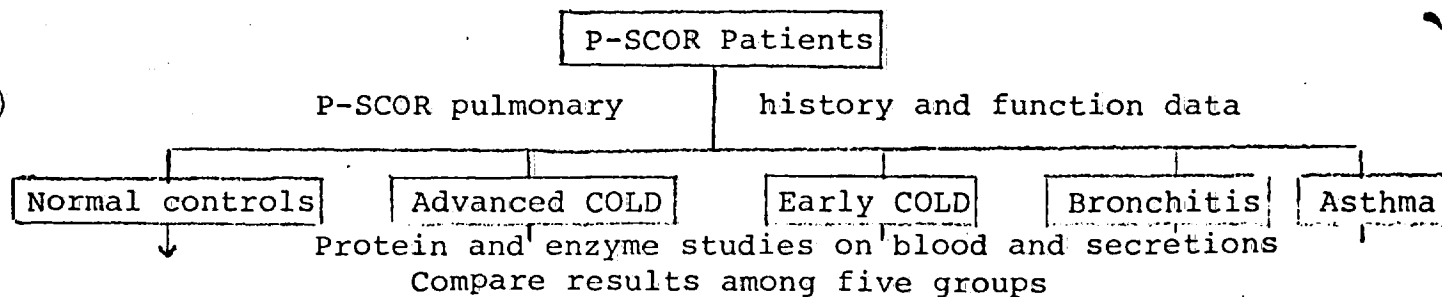 P-SCOR Patients
P-SCOR pulmonary history and function data
Normal controls Advanced COLD Early COLD Bronchitis Asthma
Protein and enzyme studies on blood and secretions
Compare results among five groups